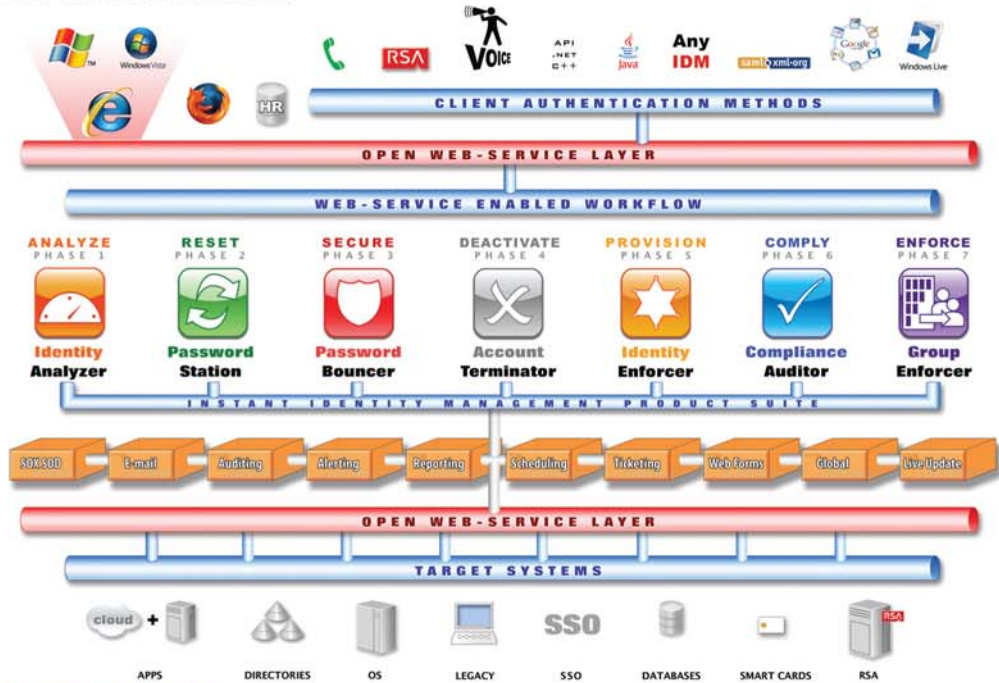 Windows Vista
HR
RSA
VOICE
API
.NET
C++
Java
Any
IDM
saml xml.org
Google
Windows Live
CLIENT AUTHENTICATION METHODS
OPEN WEB-SERVICE LAYER
WEB-SERVICE ENABLED WORKFLOW
ANALYZE
PHASE 1
Identity
Analyzer
RESET
PHASE 2
Password
Station
SECURE
PHASE 3
Password
Bouncer
DEACTIVATE
PHASE 4
Account
Terminator
PROVISION
PHASE 5
Identity
Enforcer
COMPLY
PHASE 6
Compliance
Auditor
ENFORCE
PHASE 7
Group
Enforcer
INSTANT IDENTITY MANAGEMENT PRODUCT SUITE
SOX SOD
E-mail
Auditing
Alerting
Reporting
Scheduling
Ticketing
Web Forms
Global
Live Update
OPEN WEB-SERVICE LAYER
TARGET SYSTEMS
cloud +
SSO
RSA
APPS
DIRECTORIES
OS
LEGACY
SSO
DATABASES
SMART CARDS
RSA